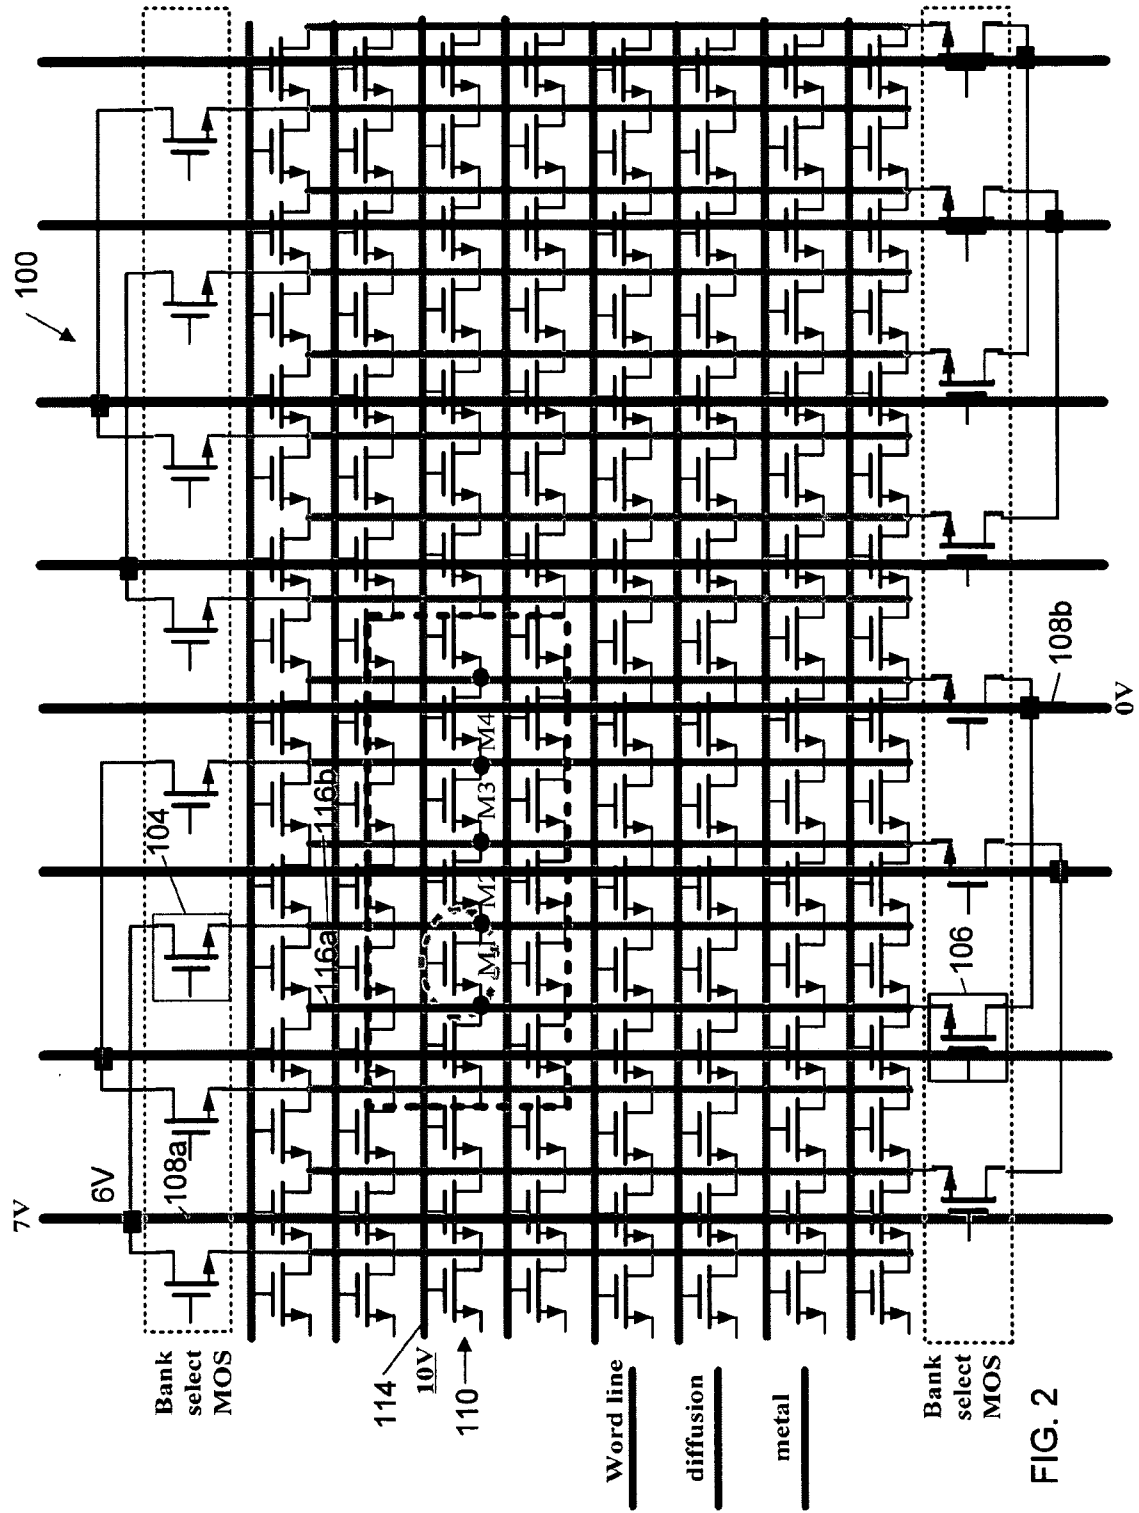 100
7V
6V
108a
104
Bank
select
MOS
114
10V
110
116a
116b
M1
M2
M3
M4
Word line
diffusion
metal
106
108b
0V
Bank
select
MOS
FIG. 2